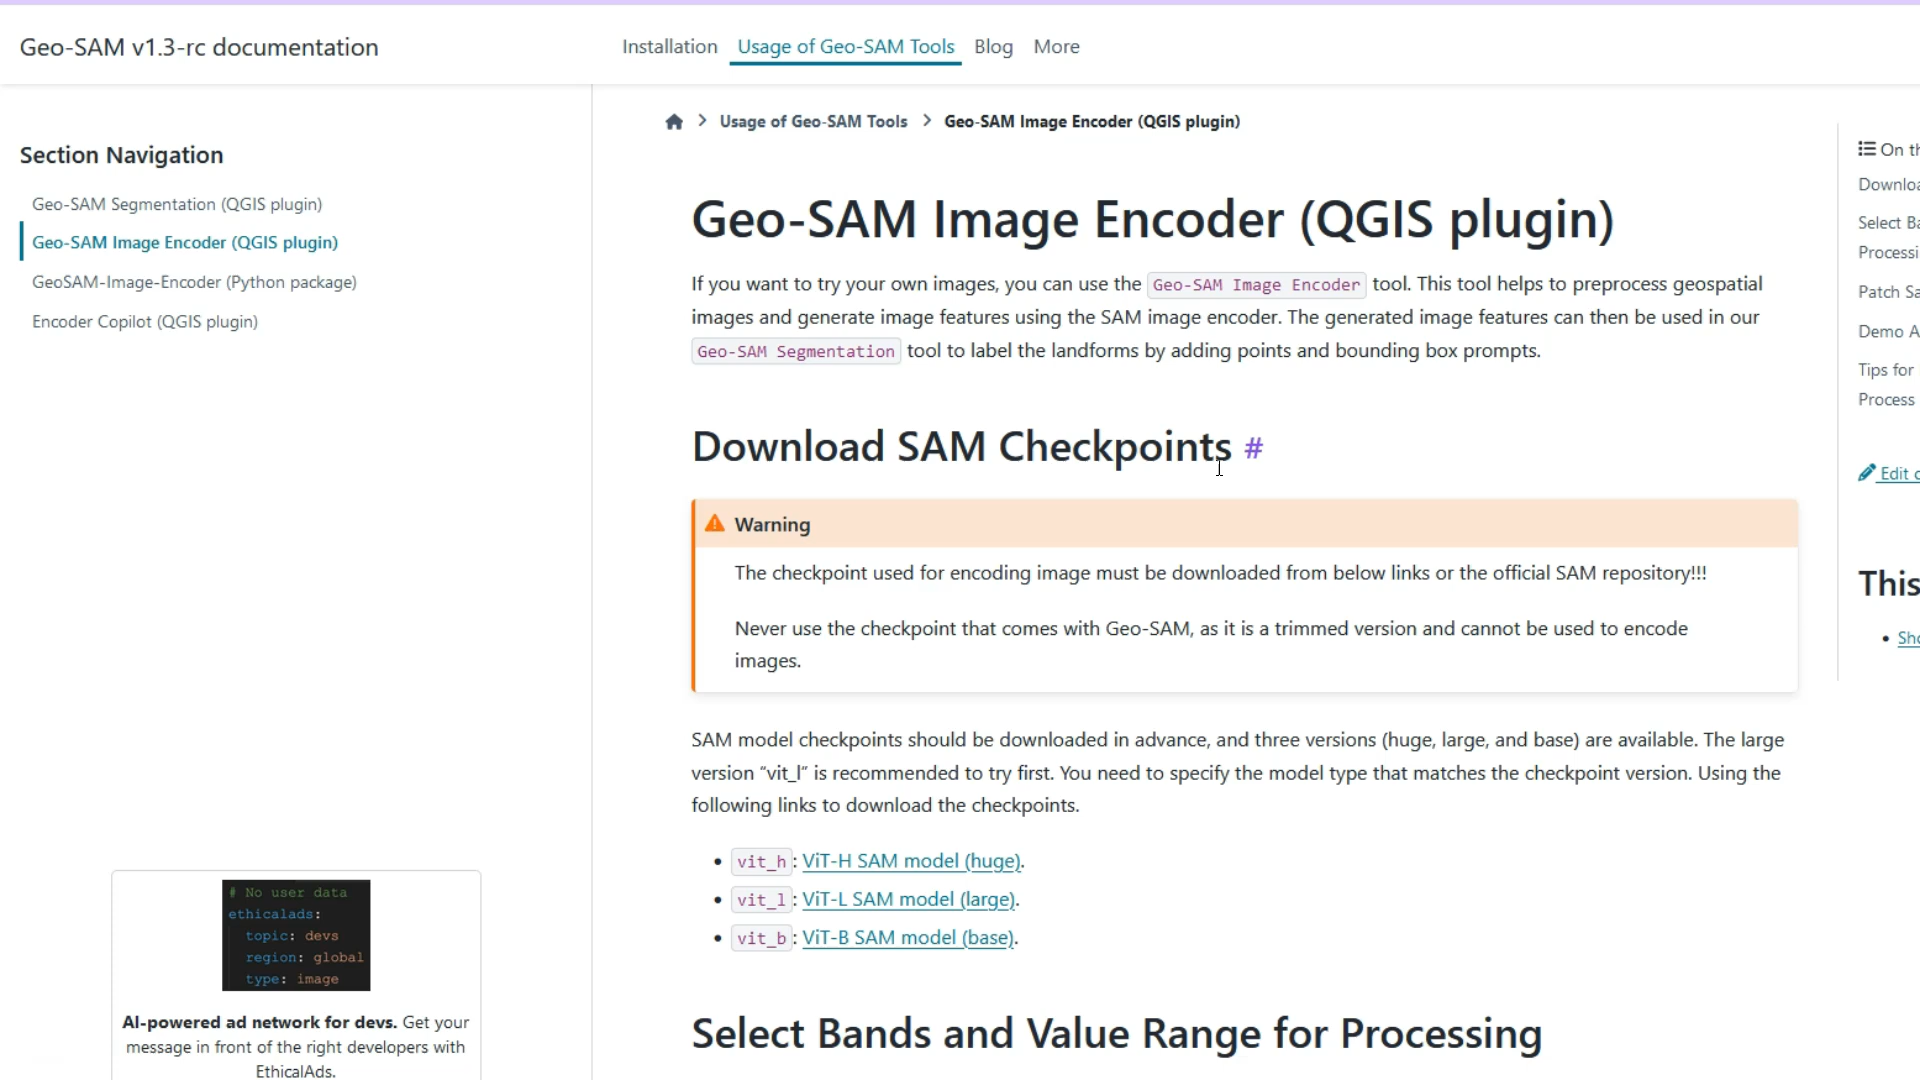 Geo-SAM v1.3-rc documentation
Installation
Usage of Geo-SAM Tools
Blog
More
Section Navigation
Geo-SAM Segmentation (QGIS plugin)
Geo-SAM Image Encoder (QGIS plugin)
GeoSAM-Image-Encoder (Python package)
Encoder Copilot (QGIS plugin)
# No user data
ethicalads:
topic: devs
region: global
type: image
AI-powered ad network for devs. Get your
message in front of the right developers with
EthicalAds.
Usage of Geo-SAM Tools > Geo-SAM Image Encoder (QGIS plugin)
Geo-SAM Image Encoder (QGIS plugin)
If you want to try your own images, you can use the Geo-SAM Image Encoder tool. This tool helps to preprocess geospatial
images and generate image features using the SAM image encoder. The generated image features can then be used in our
Geo-SAM Segmentation tool to label the landforms by adding points and bounding box prompts.
Download SAM Checkpoints #
Warning
The checkpoint used for encoding image must be downloaded from below links or the official SAM repository!!!
Never use the checkpoint that comes with Geo-SAM, as it is a trimmed version and cannot be used to encode
images.
SAM model checkpoints should be downloaded in advance, and three versions (huge, large, and base) are available. The large
version “vit_l” is recommended to try first. You need to specify the model type that matches the checkpoint version. Using the
following links to download the checkpoints.
• vit_h: ViT-H SAM model (huge).
• vit_l: ViT-L SAM model (large).
• vit_b: ViT-B SAM model (base).
Select Bands and Value Range for Processing
On
Select
Patch
Demo
Tips for
Process
Edit
This